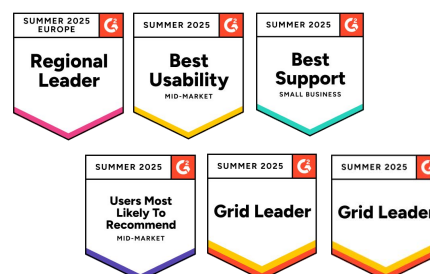 SUMMER 2025
EUROPE
Regional
Leader
SUMMER 2025
Best
Usability
MID-MARKET
SUMMER 2025
Best
Support
SMALL BUSINESS
SUMMER 2025
Users Most
Likely To
Recommend
MID-MARKET
SUMMER 2025
Grid Leader
SUMMER 2025
Grid Leader